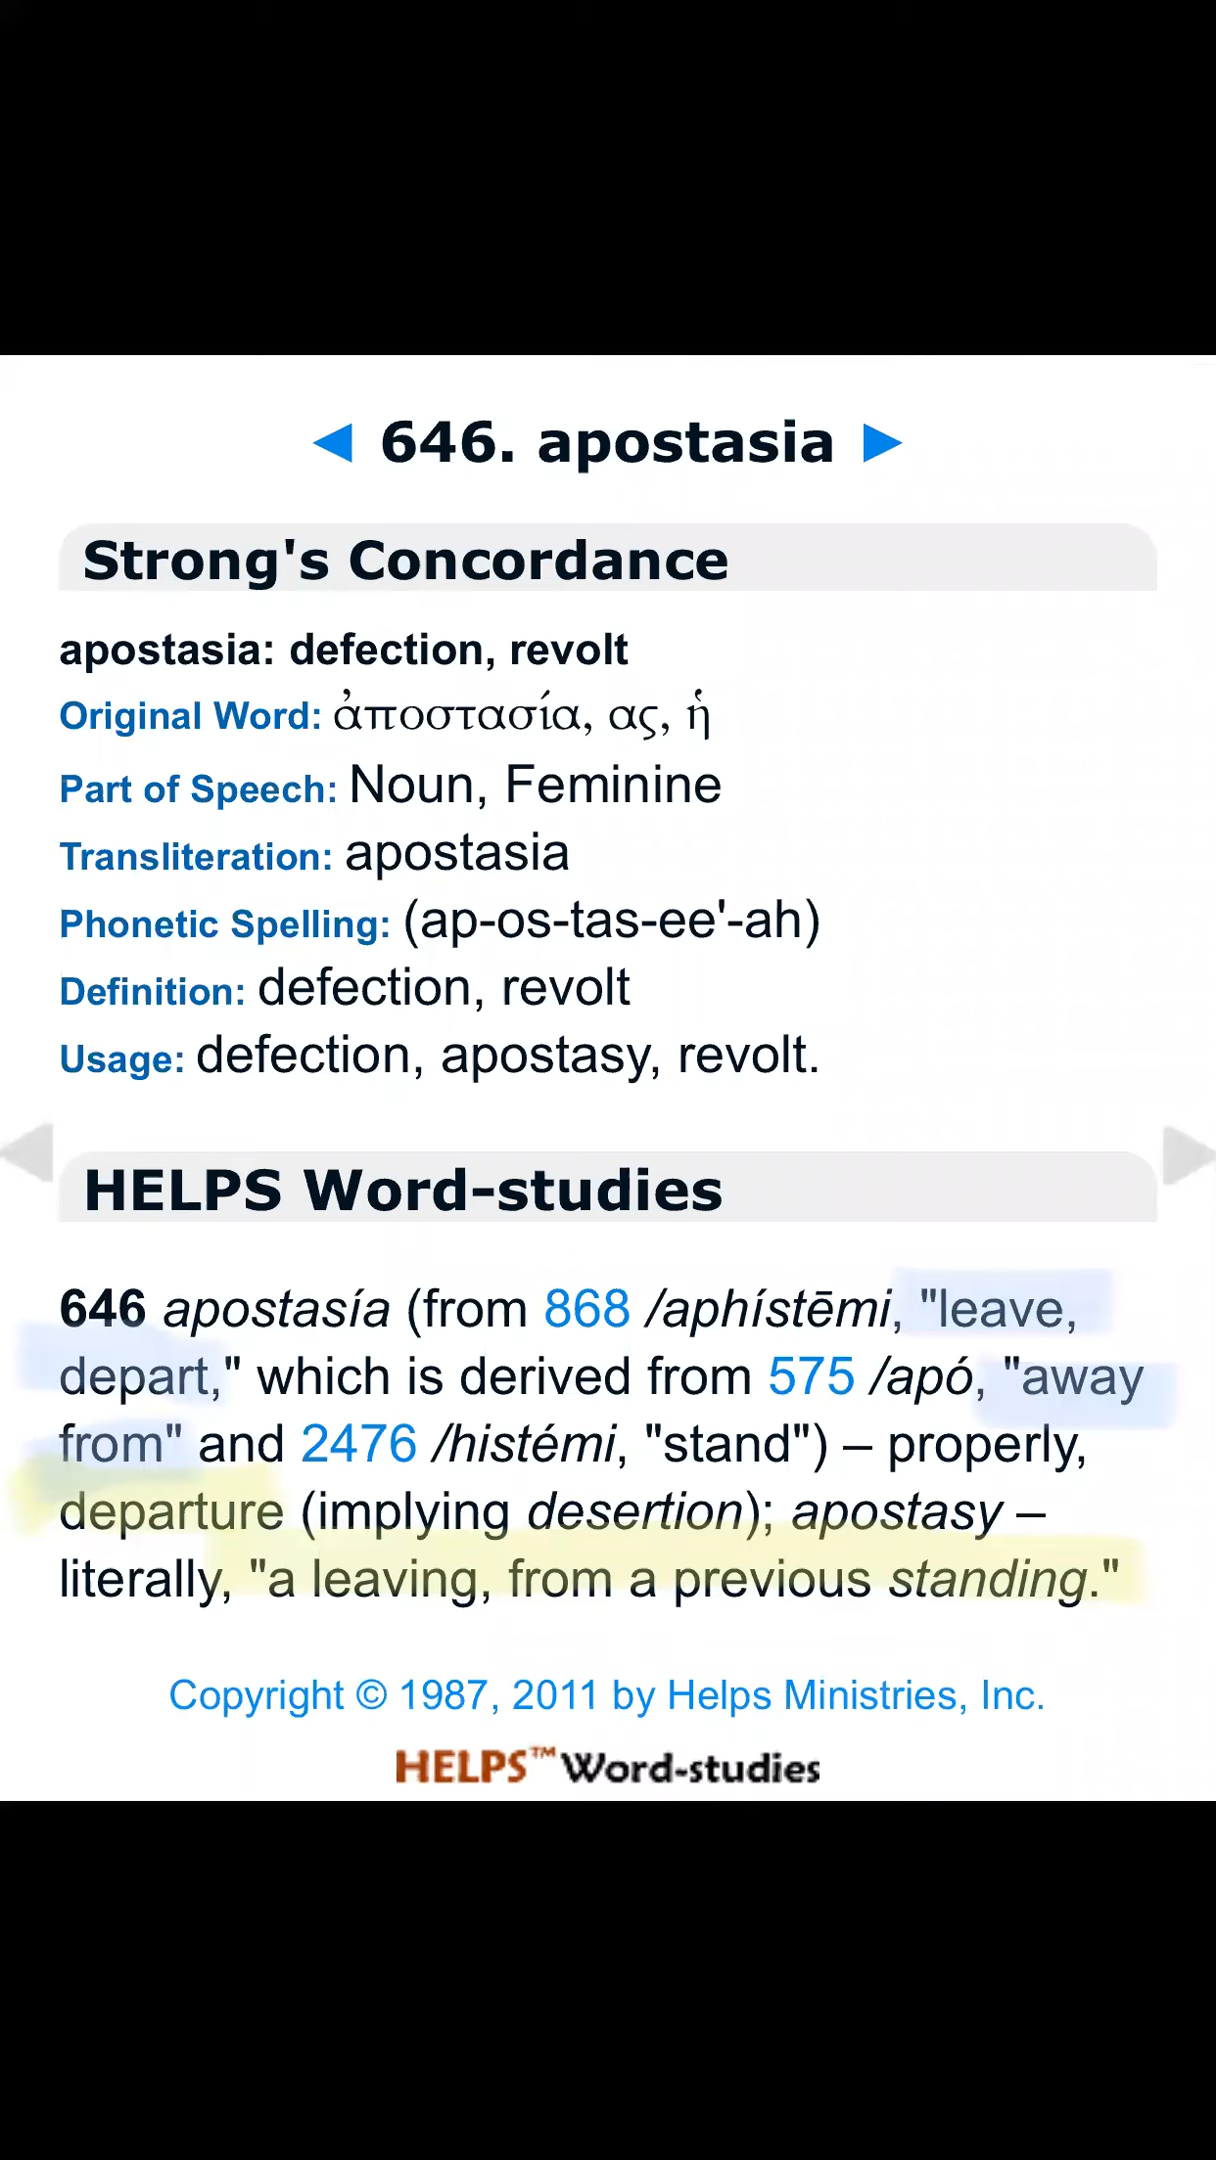 646. apostasia
Strong's Concordance
apostasia: defection, revolt
Original Word: ἀποστασία, ας, ἡ
Part of Speech: Noun, Feminine
Transliteration: apostasia
Phonetic Spelling: (ap-os-tas-ee'-ah)
Definition: defection, revolt
Usage: defection, apostasy, revolt.
HELPS Word-studies
646 apostasía (from 868 /aphístēmi, "leave,
depart," which is derived from 575 /apó, "away
from" and 2476 /histémi, "stand") – properly,
departure (implying desertion); apostasy –
literally, "a leaving, from a previous standing."
Copyright © 1987, 2011 by Helps Ministries, Inc.
HELPS™ Word-studies